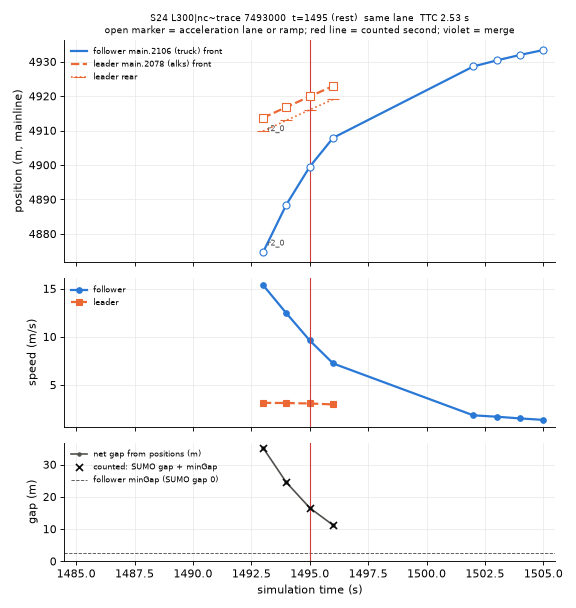 S24 L300|nc~trace 7493000  t=1495 (rest)  same lane  TTC 2.53 s
open marker = acceleration lane or ramp; red line = counted second; violet = merge
follower main.2106 (truck) front
leader main.2078 (alks) front
leader rear
4930
4920
4910
4900
4890
4880
position (m, mainline)
r2_0
r2_0
follower
leader
15
10
5
speed (m/s)
net gap from positions (m)
counted: SUMO gap + minGap
follower minGap (SUMO gap 0)
30
20
10
0
gap (m)
1485.0 1487.5 1490.0 1492.5 1495.0 1497.5 1500.0 1502.5 1505.0
simulation time (s)